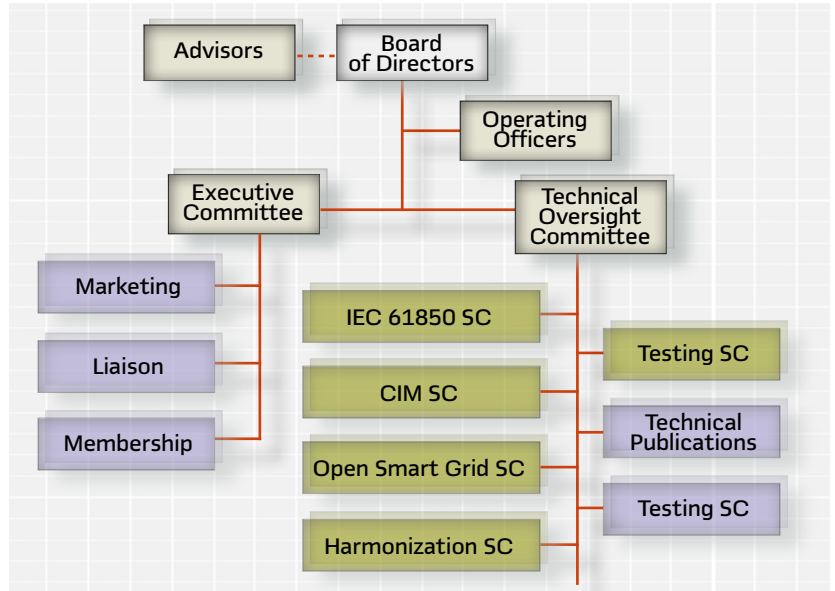 Advisors
Board
of Directors
Operating
Officers
Executive
Committee
Technical
Oversight
Committee
Marketing
Liaison
Membership
IEC 61850 SC
CIM SC
Open Smart Grid SC
Harmonization SC
Testing SC
Technical
Publications
Testing SC